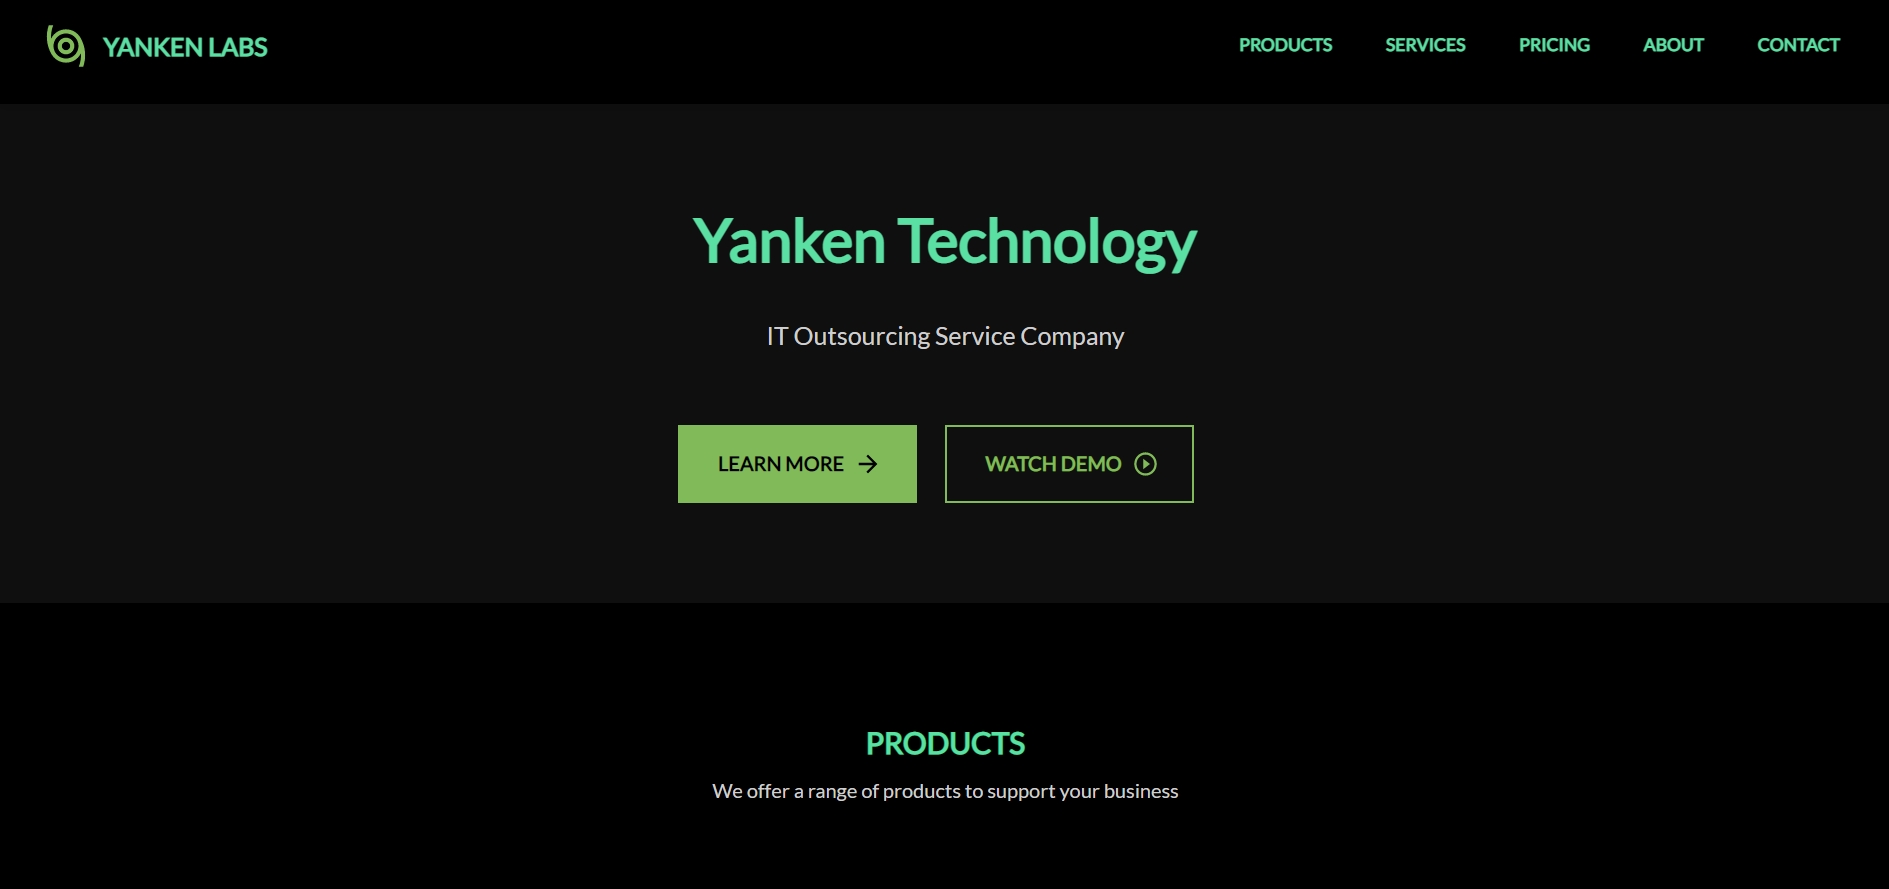 YANKEN LABS
PRODUCTS SERVICES PRICING ABOUT CONTACT
Yanken Technology
IT Outsourcing Service Company
LEARN MORE
WATCH DEMO
PRODUCTS
We offer a range of products to support your business